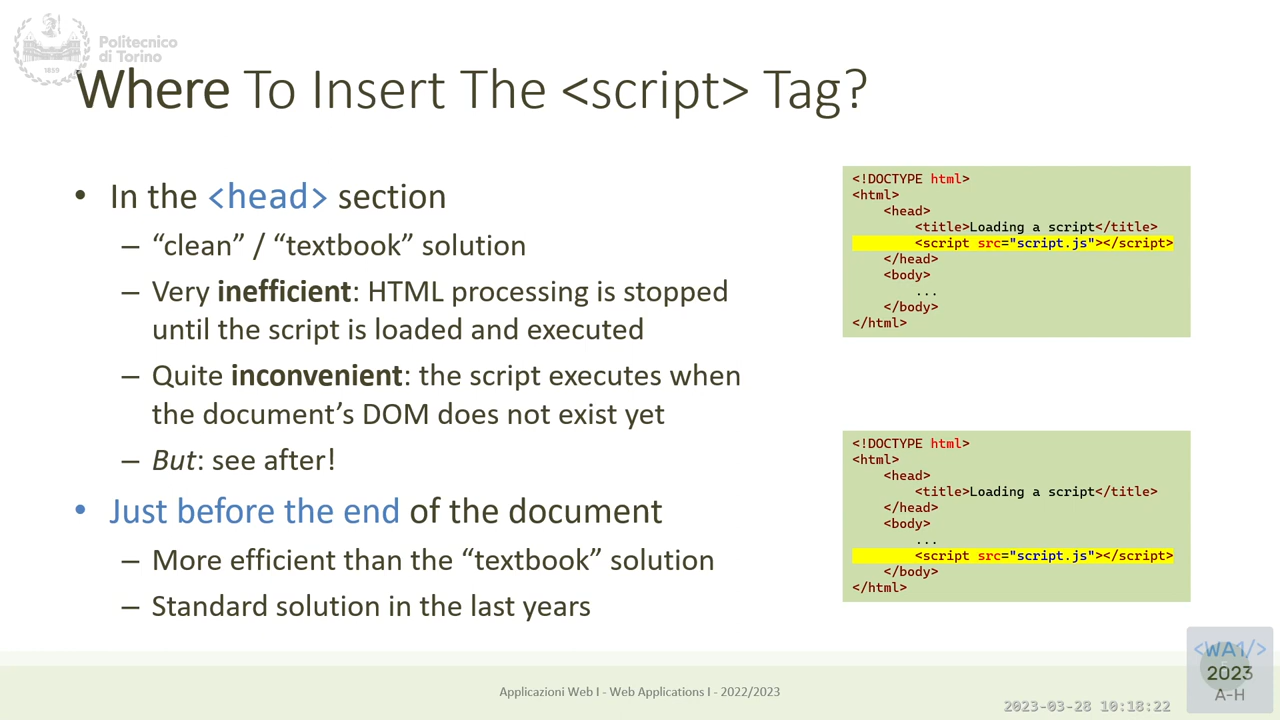 Politecnico
di Torino
1859
Where To Insert The <script> Tag?
• In the <head> section
– “clean” / “textbook” solution
– Very inefficient: HTML processing is stopped
until the script is loaded and executed
– Quite inconvenient: the script executes when
the document’s DOM does not exist yet
– But: see after!
• Just before the end of the document
– More efficient than the “textbook” solution
– Standard solution in the last years
<!DOCTYPE html>
<html>
<head>
<title>Loading a script</title>
<script src="script.js"></script>
</head>
<body>
...
</body>
</html>
<!DOCTYPE html>
<html>
<head>
<title>Loading a script</title>
</head>
<body>
...
<script src="script.js"></script>
</body>
</html>
Applicazioni Web I - Web Applications I - 2022/2023
2023-03-28 10:18:22
<WA1/>
2023
A-H